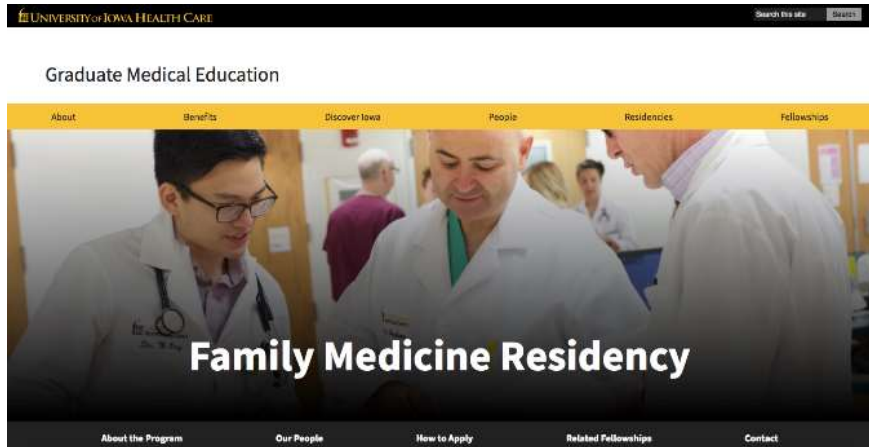 UNIVERSITY OF IOWA HEALTH CARE
Search this site
Search
Graduate Medical Education
About
Benefits
Discover Iowa
People
Residencies
Fellowships
Family Medicine Residency
About the Program
Our People
How to Apply
Related Fellowships
Contact